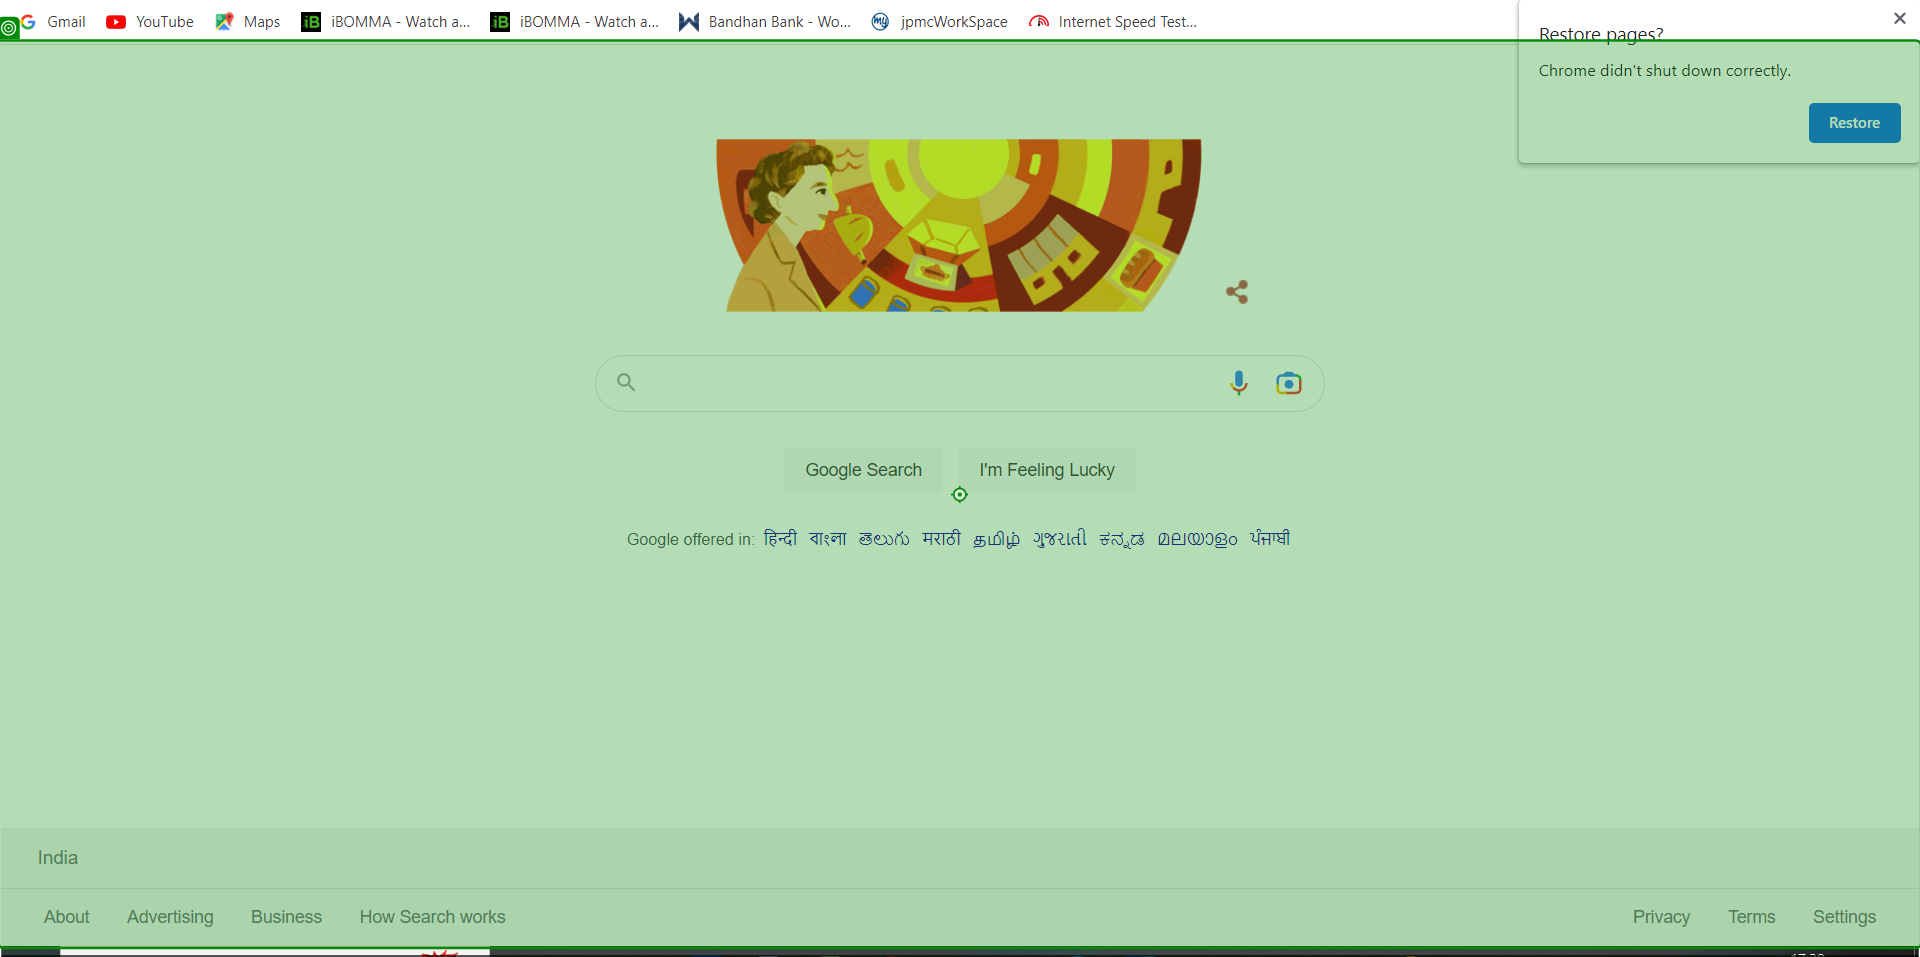 Gmail YouTube Maps iBOMMA - Watch a... iBOMMA - Watch a... Bandhan Bank - Wo... jpmcWorkSpace Internet Speed Test...
Restore pages?
Chrome didn't shut down correctly.
Restore
Google Search I'm Feeling Lucky
Google offered in: हिन्दी বাংলা తెలుగు मराठी தமிழ் ગુજરાતી ಕನ್ನಡ മലയാളം ਪੰਜਾਬੀ
India
About Advertising Business How Search works Privacy Terms Settings